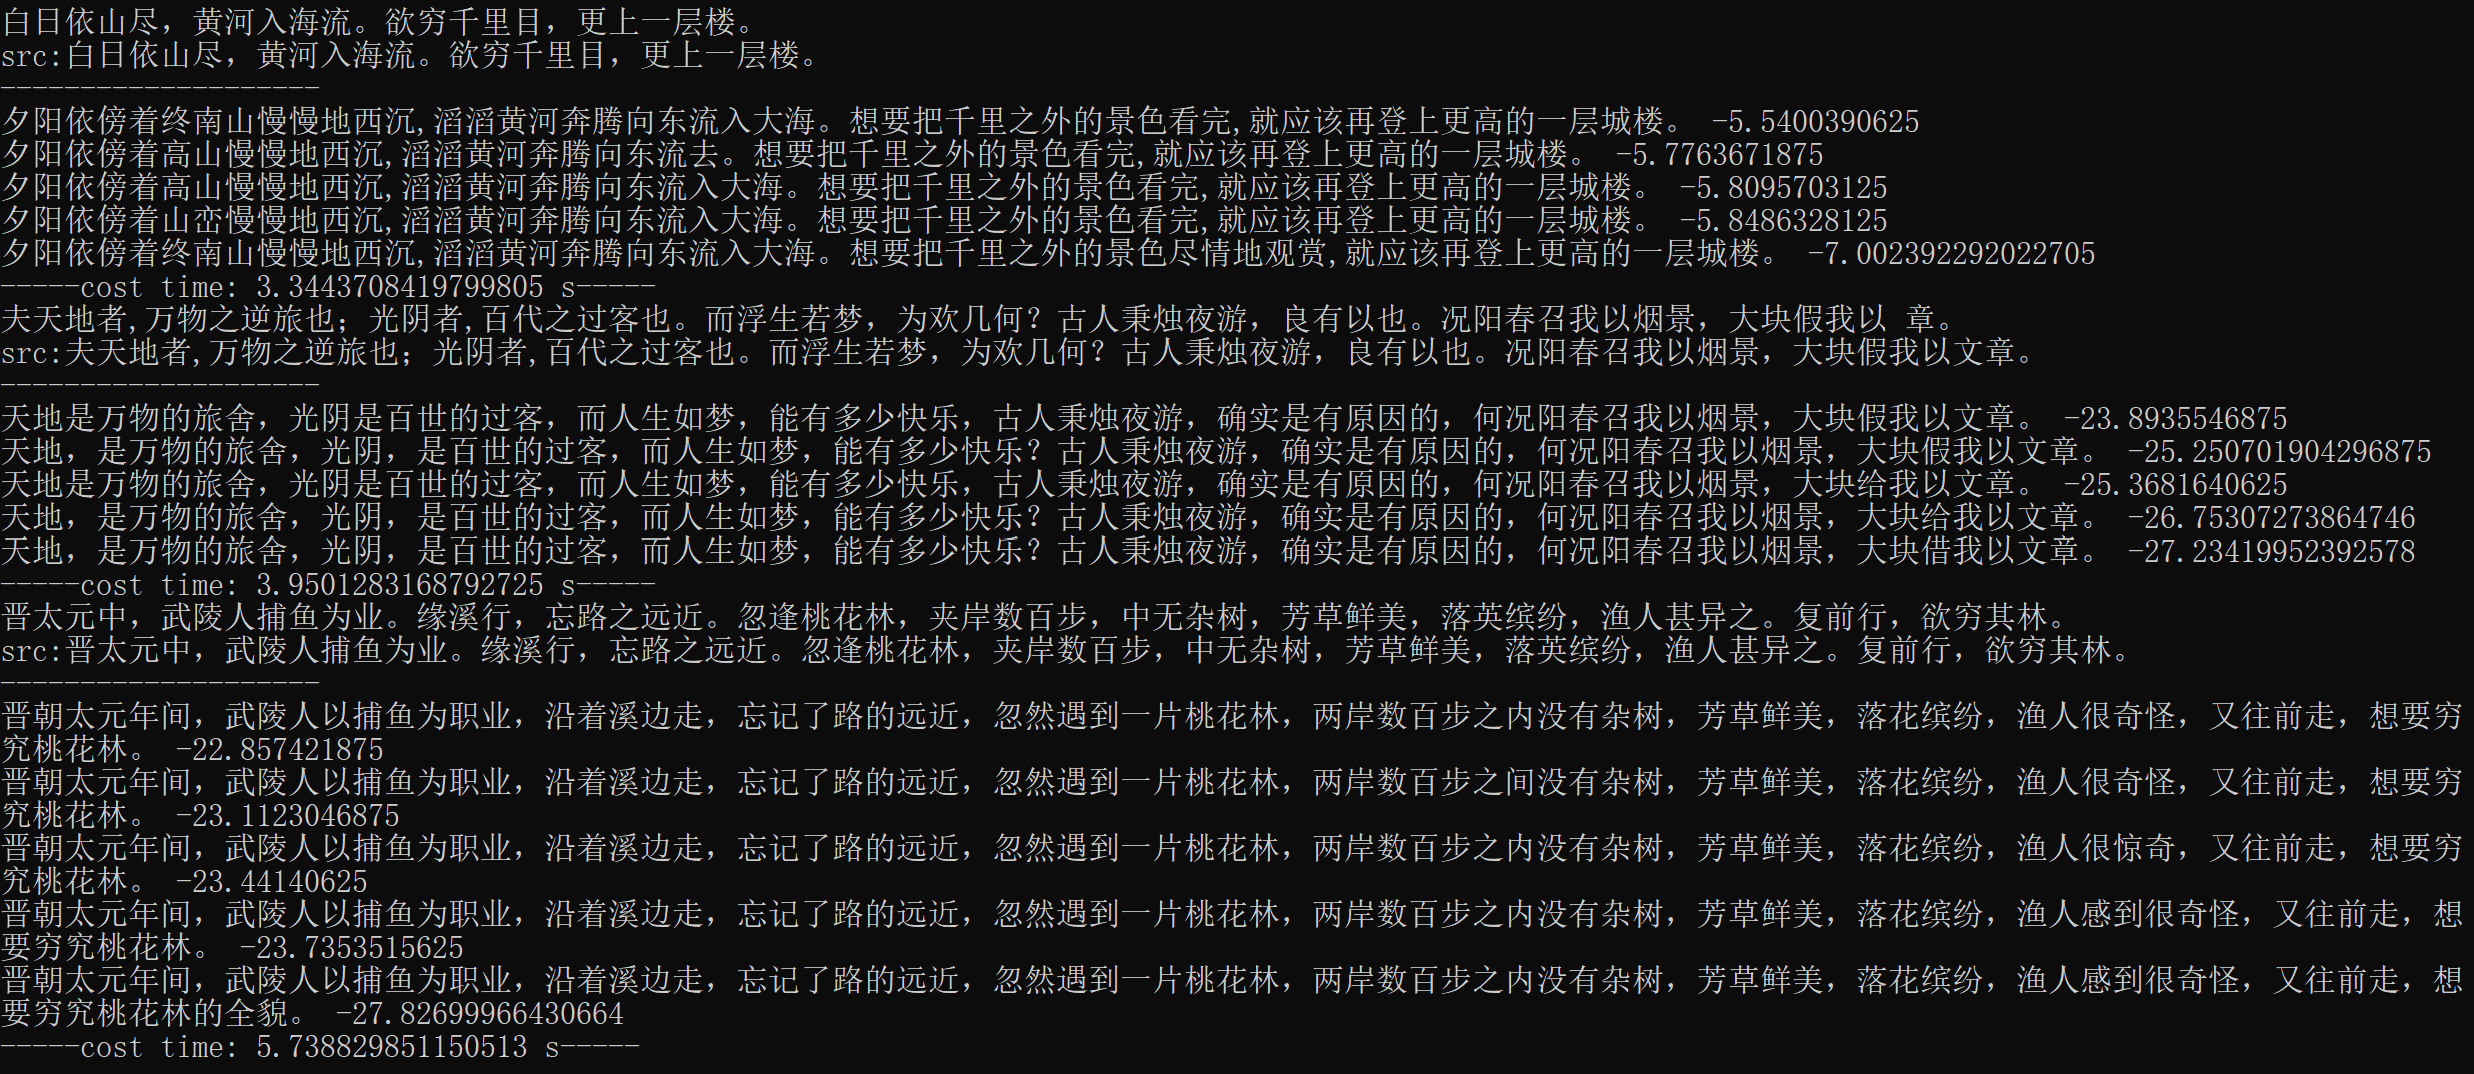 白日依山尽，黄河入海流。欲穷千里目，更上一层楼。
src:白日依山尽，黄河入海流。欲穷千里目，更上一层楼。
--------------------
夕阳依傍着终南山慢慢地西沉,滔滔黄河奔腾向东流入大海。想要把千里之外的景色看完,就应该再登上更高的一层城楼。 -5.5400390625
夕阳依傍着高山慢慢地西沉,滔滔黄河奔腾向东流去。想要把千里之外的景色看完,就应该再登上更高的一层城楼。 -5.7763671875
夕阳依傍着高山慢慢地西沉,滔滔黄河奔腾向东流入大海。想要把千里之外的景色看完,就应该再登上更高的一层城楼。 -5.8095703125
夕阳依傍着山峦慢慢地西沉,滔滔黄河奔腾向东流入大海。想要把千里之外的景色看完,就应该再登上更高的一层城楼。 -5.8486328125
夕阳依傍着终南山慢慢地西沉,滔滔黄河奔腾向东流入大海。想要把千里之外的景色尽情地观赏,就应该再登上更高的一层城楼。 -7.002392292022705
-----cost time: 3.3443708419799805 s-----
夫天地者,万物之逆旅也；光阴者,百代之过客也。而浮生若梦，为欢几何？古人秉烛夜游，良有以也。况阳春召我以烟景，大块假我以 章。
src:夫天地者,万物之逆旅也；光阴者,百代之过客也。而浮生若梦，为欢几何？古人秉烛夜游，良有以也。况阳春召我以烟景，大块假我以文章。
--------------------
天地是万物的旅舍，光阴是百世的过客，而人生如梦，能有多少快乐，古人秉烛夜游，确实是有原因的，何况阳春召我以烟景，大块假我以文章。 -23.8935546875
天地，是万物的旅舍，光阴，是百世的过客，而人生如梦，能有多少快乐？古人秉烛夜游，确实是有原因的，何况阳春召我以烟景，大块假我以文章。 -25.250701904296875
天地是万物的旅舍，光阴是百世的过客，而人生如梦，能有多少快乐，古人秉烛夜游，确实是有原因的，何况阳春召我以烟景，大块给我以文章。 -25.3681640625
天地，是万物的旅舍，光阴，是百世的过客，而人生如梦，能有多少快乐？古人秉烛夜游，确实是有原因的，何况阳春召我以烟景，大块给我以文章。 -26.75307273864746
天地，是万物的旅舍，光阴，是百世的过客，而人生如梦，能有多少快乐？古人秉烛夜游，确实是有原因的，何况阳春召我以烟景，大块借我以文章。 -27.23419952392578
-----cost time: 3.9501283168792725 s-----
晋太元中，武陵人捕鱼为业。缘溪行，忘路之远近。忽逢桃花林，夹岸数百步，中无杂树，芳草鲜美，落英缤纷，渔人甚异之。复前行，欲穷其林。
src:晋太元中，武陵人捕鱼为业。缘溪行，忘路之远近。忽逢桃花林，夹岸数百步，中无杂树，芳草鲜美，落英缤纷，渔人甚异之。复前行，欲穷其林。
--------------------
晋朝太元年间，武陵人以捕鱼为职业，沿着溪边走，忘记了路的远近，忽然遇到一片桃花林，两岸数百步之内没有杂树，芳草鲜美，落花缤纷，渔人很奇怪，又往前走，想要穷
究桃花林。 -22.857421875
晋朝太元年间，武陵人以捕鱼为职业，沿着溪边走，忘记了路的远近，忽然遇到一片桃花林，两岸数百步之间没有杂树，芳草鲜美，落花缤纷，渔人很奇怪，又往前走，想要穷
究桃花林。 -23.1123046875
晋朝太元年间，武陵人以捕鱼为职业，沿着溪边走，忘记了路的远近，忽然遇到一片桃花林，两岸数百步之内没有杂树，芳草鲜美，落花缤纷，渔人很惊奇，又往前走，想要穷
究桃花林。 -23.44140625
晋朝太元年间，武陵人以捕鱼为职业，沿着溪边走，忘记了路的远近，忽然遇到一片桃花林，两岸数百步之内没有杂树，芳草鲜美，落花缤纷，渔人感到很奇怪，又往前走，想
要穷究桃花林。 -23.7353515625
晋朝太元年间，武陵人以捕鱼为职业，沿着溪边走，忘记了路的远近，忽然遇到一片桃花林，两岸数百步之内没有杂树，芳草鲜美，落花缤纷，渔人感到很奇怪，又往前走，想
要穷究桃花林的全貌。 -27.82699966430664
-----cost time: 5.738829851150513 s-----